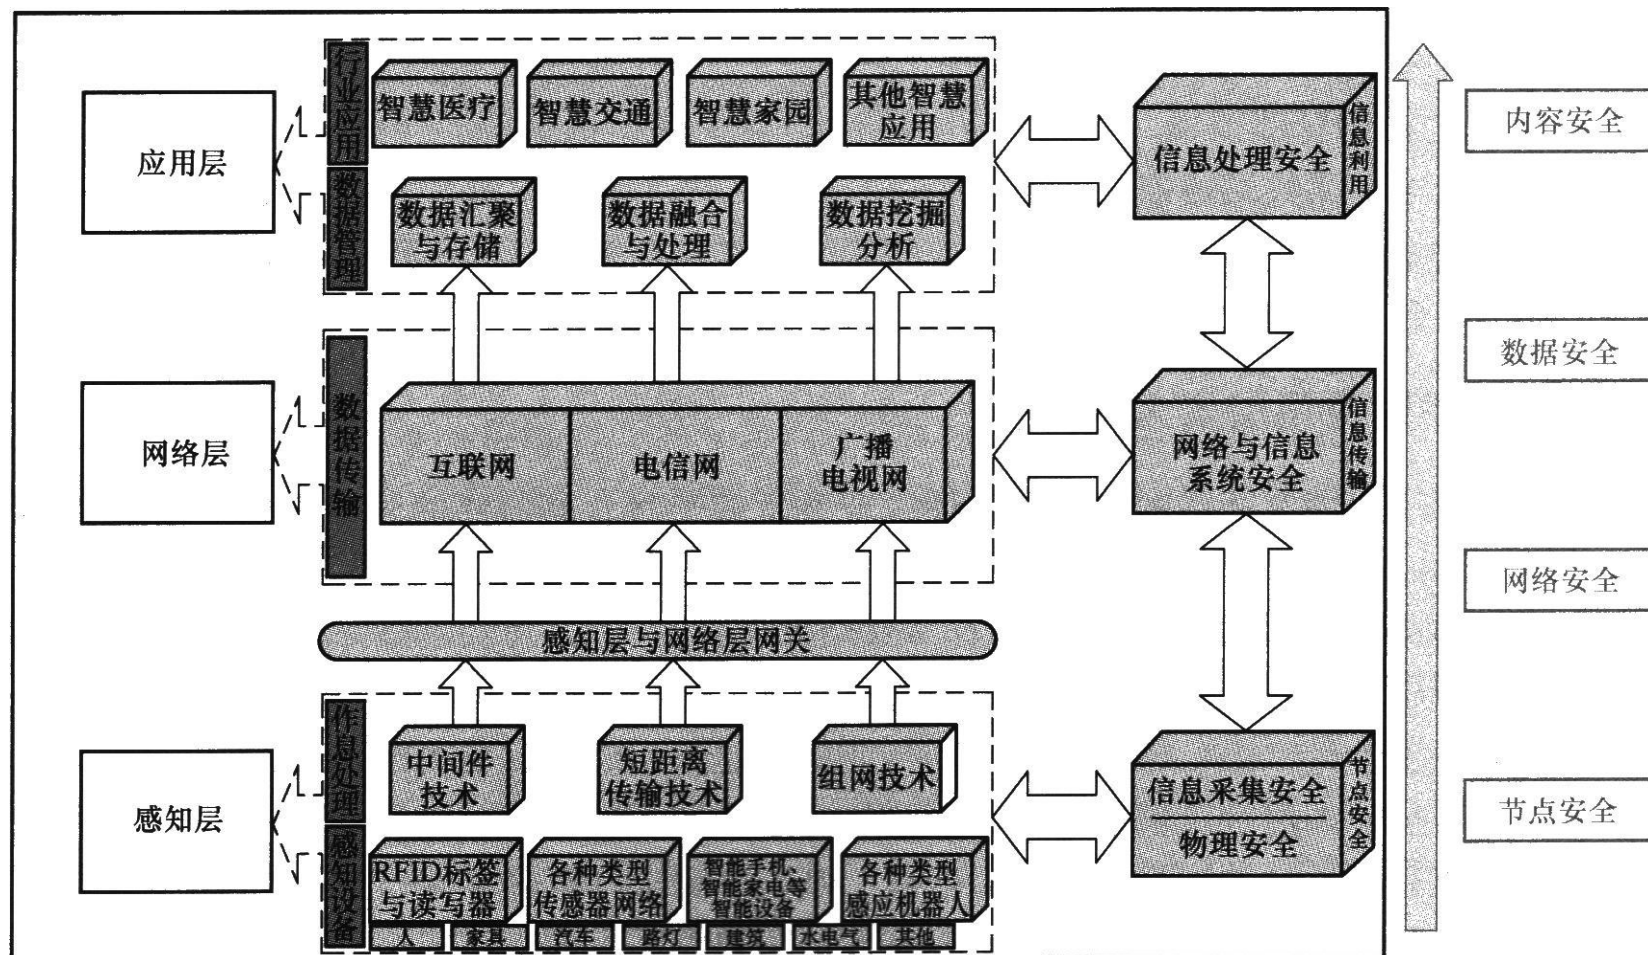 行业应用
智慧医疗
智慧交通
智慧家园
其他智慧
应用
应用层
数据管理
数据汇聚
与存储
数据融合
与处理
数据挖掘
分析
信息处理安全
信息利用
内容安全
数据安全
网络层
数据传输
互联网
电信网
广播
电视网
网络与信息
系统安全
信息传输
网络安全
感知层与网络层网关
感知层
作息处理
中间件
技术
短距离
传输技术
组网技术
信息采集安全
物理安全
节点安全
节点安全
感知设备
RFID标签
与读写器
各种类型
传感器网络
智能手机、
智能家电等
智能设备
各种类型
感应机器人
人
家具
汽车
路灯
建筑
水电气
其他